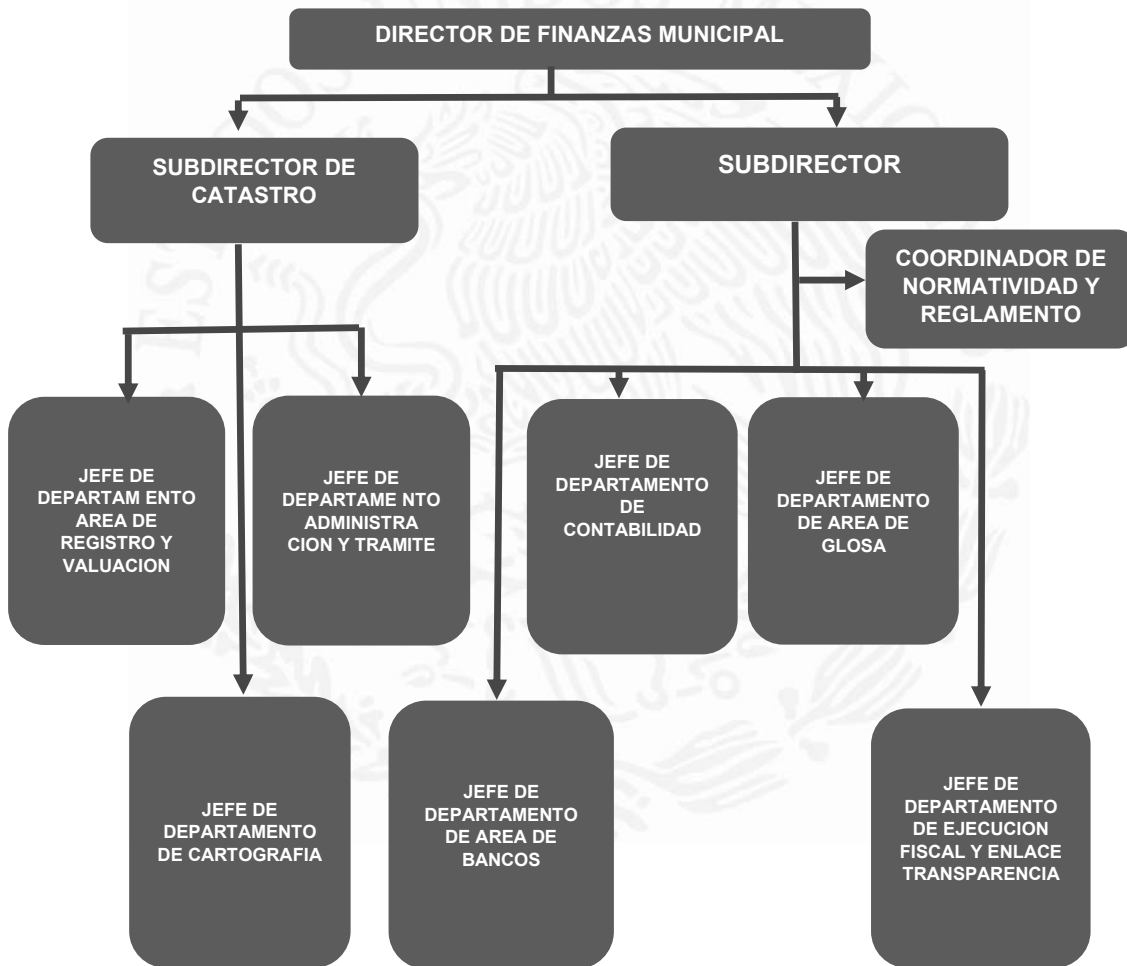 DIRECTOR DE FINANZAS MUNICIPAL
SUBDIRECTOR DE
CATASTRO
SUBDIRECTOR
COORDINADOR DE
NORMATIVIDAD Y
REGLAMENTO
JEFE DE
DEPARTAM ENTO
AREA DE
REGISTRO Y
VALUACION
JEFE DE
DEPARTAME NTO
ADMINISTRA
CION Y TRAMITE
JEFE DE
DEPARTAMENTO
DE
CONTABILIDAD
JEFE DE
DEPARTAMENTO
DE AREA DE
GLOSA
JEFE DE
DEPARTAMENTO
DE CARTOGRAFIA
JEFE DE
DEPARTAMENTO
DE AREA DE
BANCOS
JEFE DE
DEPARTAMENTO
DE EJECUCION
FISCAL Y ENLACE
TRANSPARENCIA